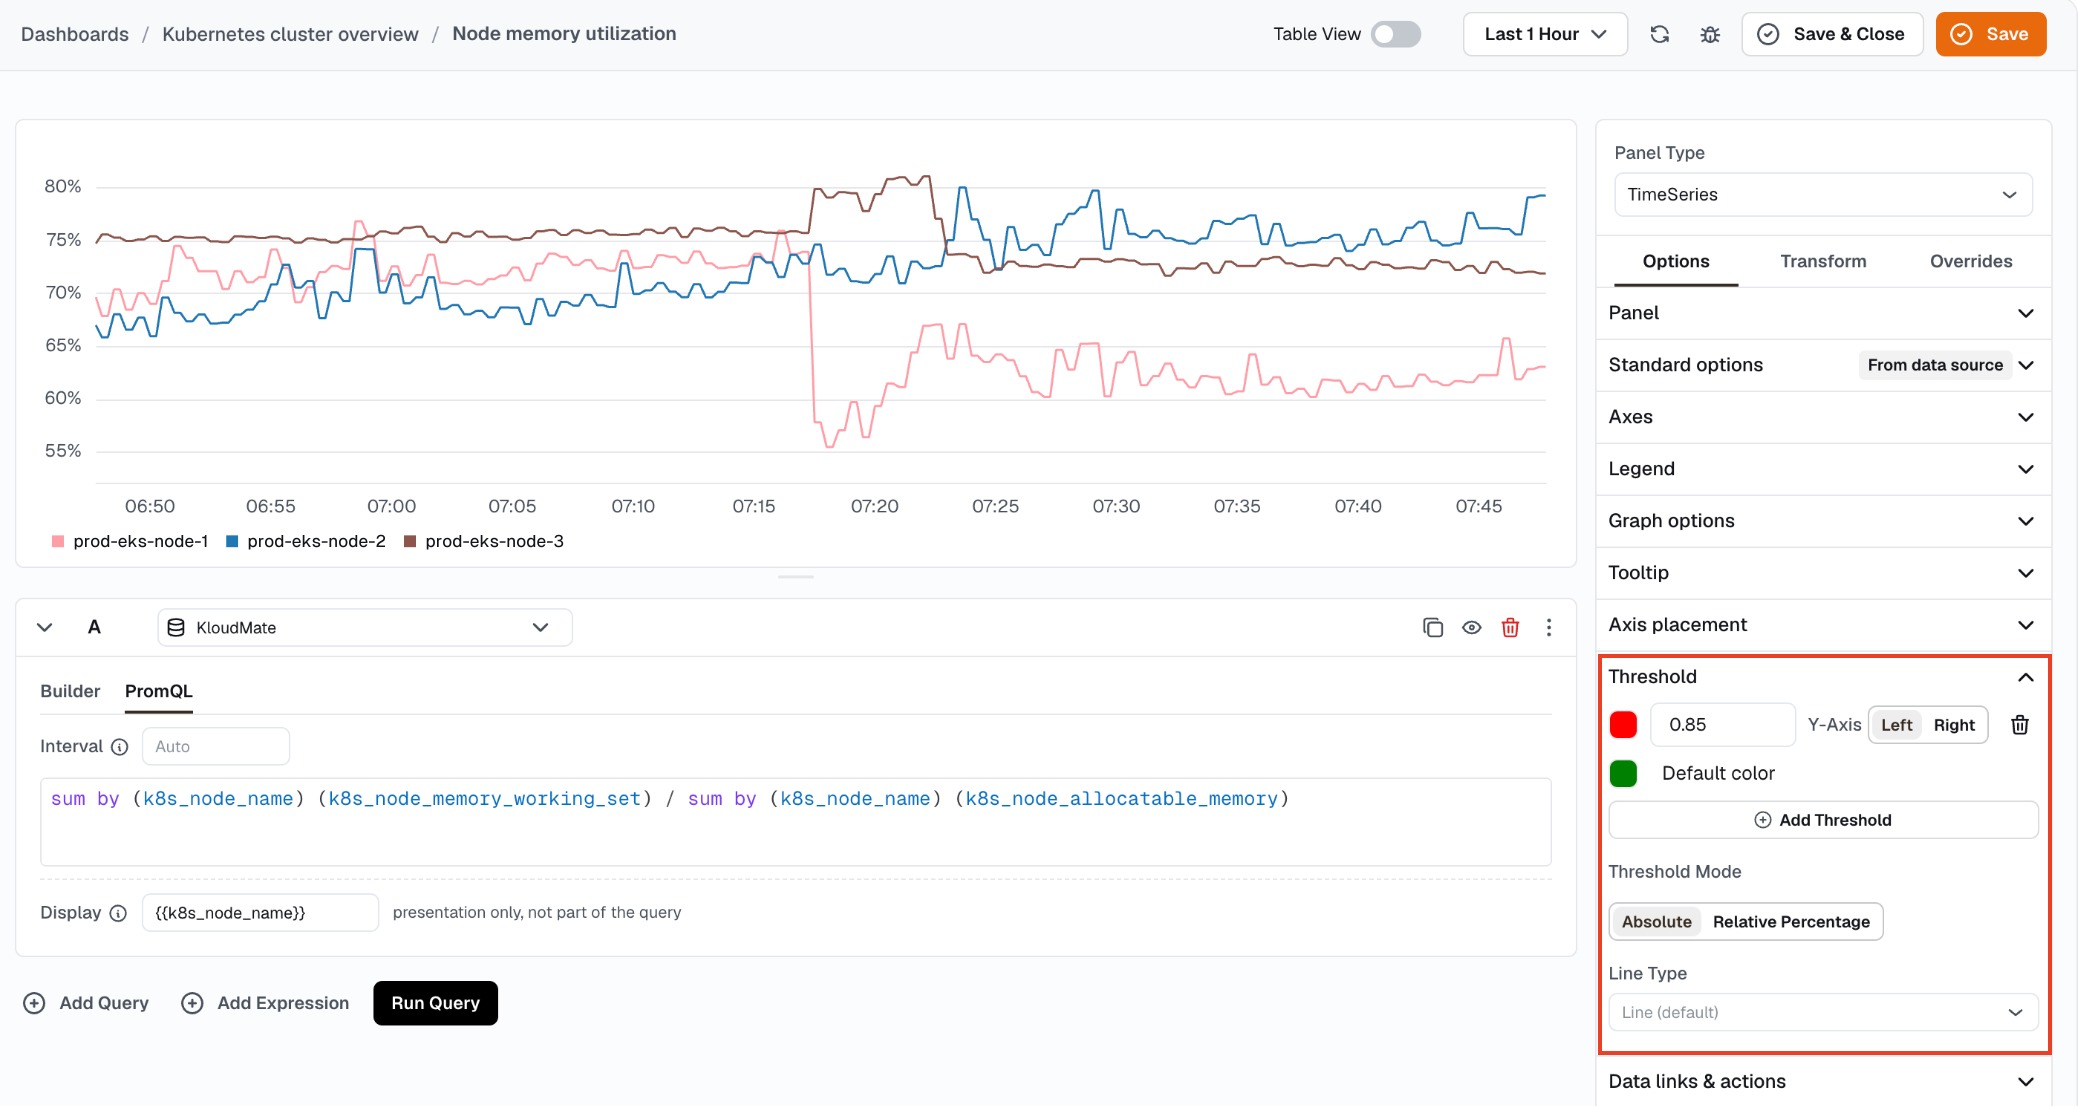 Dashboards / Kubernetes cluster overview / Node memory utilization
Table View
Last 1 Hour
Save & Close
Save
80%
75%
70%
65%
60%
55%
06:50 06:55 07:00 07:05 07:10 07:15 07:20 07:25 07:30 07:35 07:40 07:45
prod-eks-node-1 prod-eks-node-2 prod-eks-node-3
A
KloudMate
Builder PromQL
Interval Auto
sum by (k8s_node_name) (k8s_node_memory_working_set) / sum by (k8s_node_name) (k8s_node_allocatable_memory)
Display {{k8s_node_name}} presentation only, not part of the query
Add Query Add Expression Run Query
Panel Type
TimeSeries
Options Transform Overrides
Panel
Standard options From data source
Axes
Legend
Graph options
Tooltip
Axis placement
Threshold
0.85 Y-Axis Left Right
Default color
Add Threshold
Threshold Mode
Absolute Relative Percentage
Line Type
Line (default)
Data links & actions